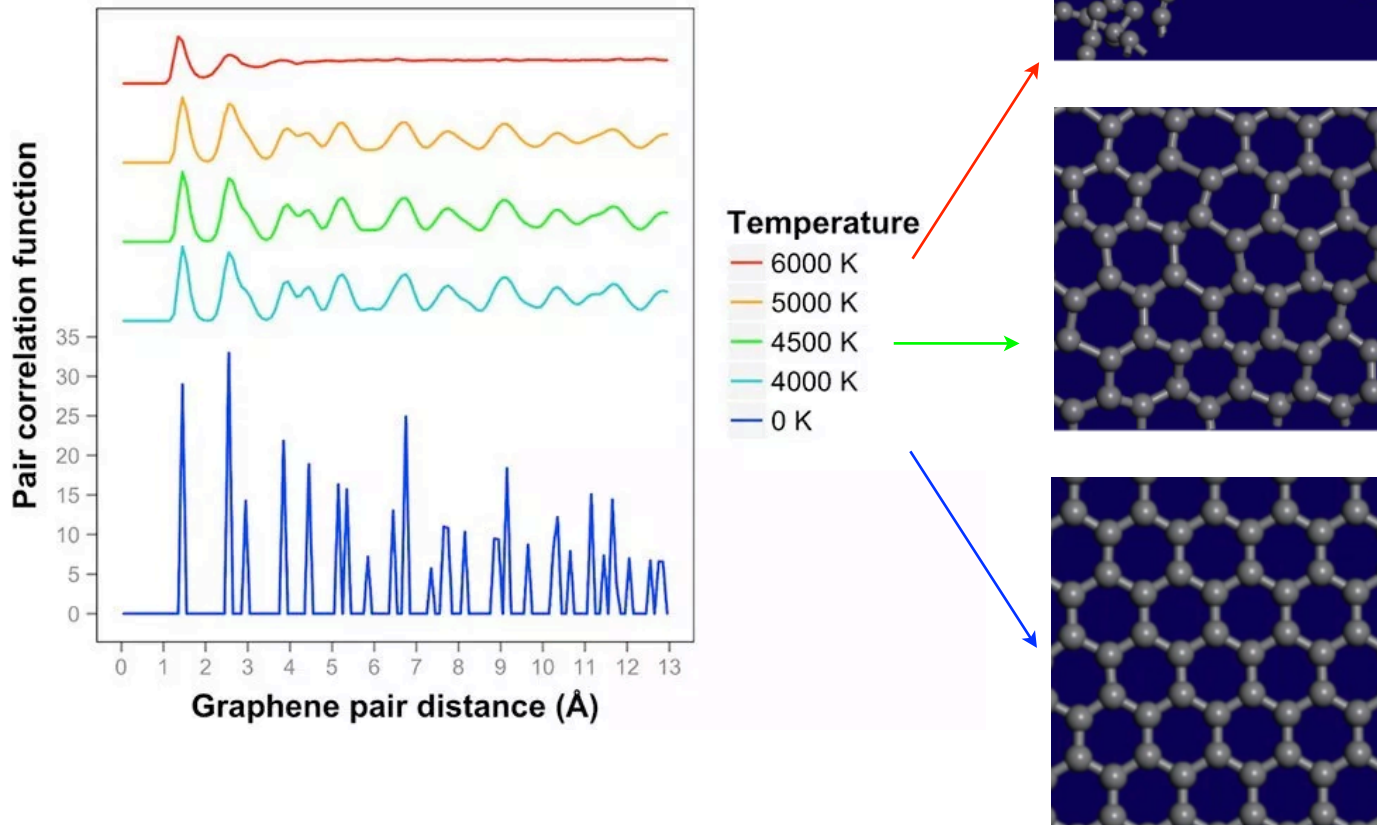 Pair correlation function
35
30
25
20
15
10
5
0
0 1 2 3 4 5 6 7 8 9 10 11 12 13
Graphene pair distance (Å)
Temperature
6000 K
5000 K
4500 K
4000 K
0 K